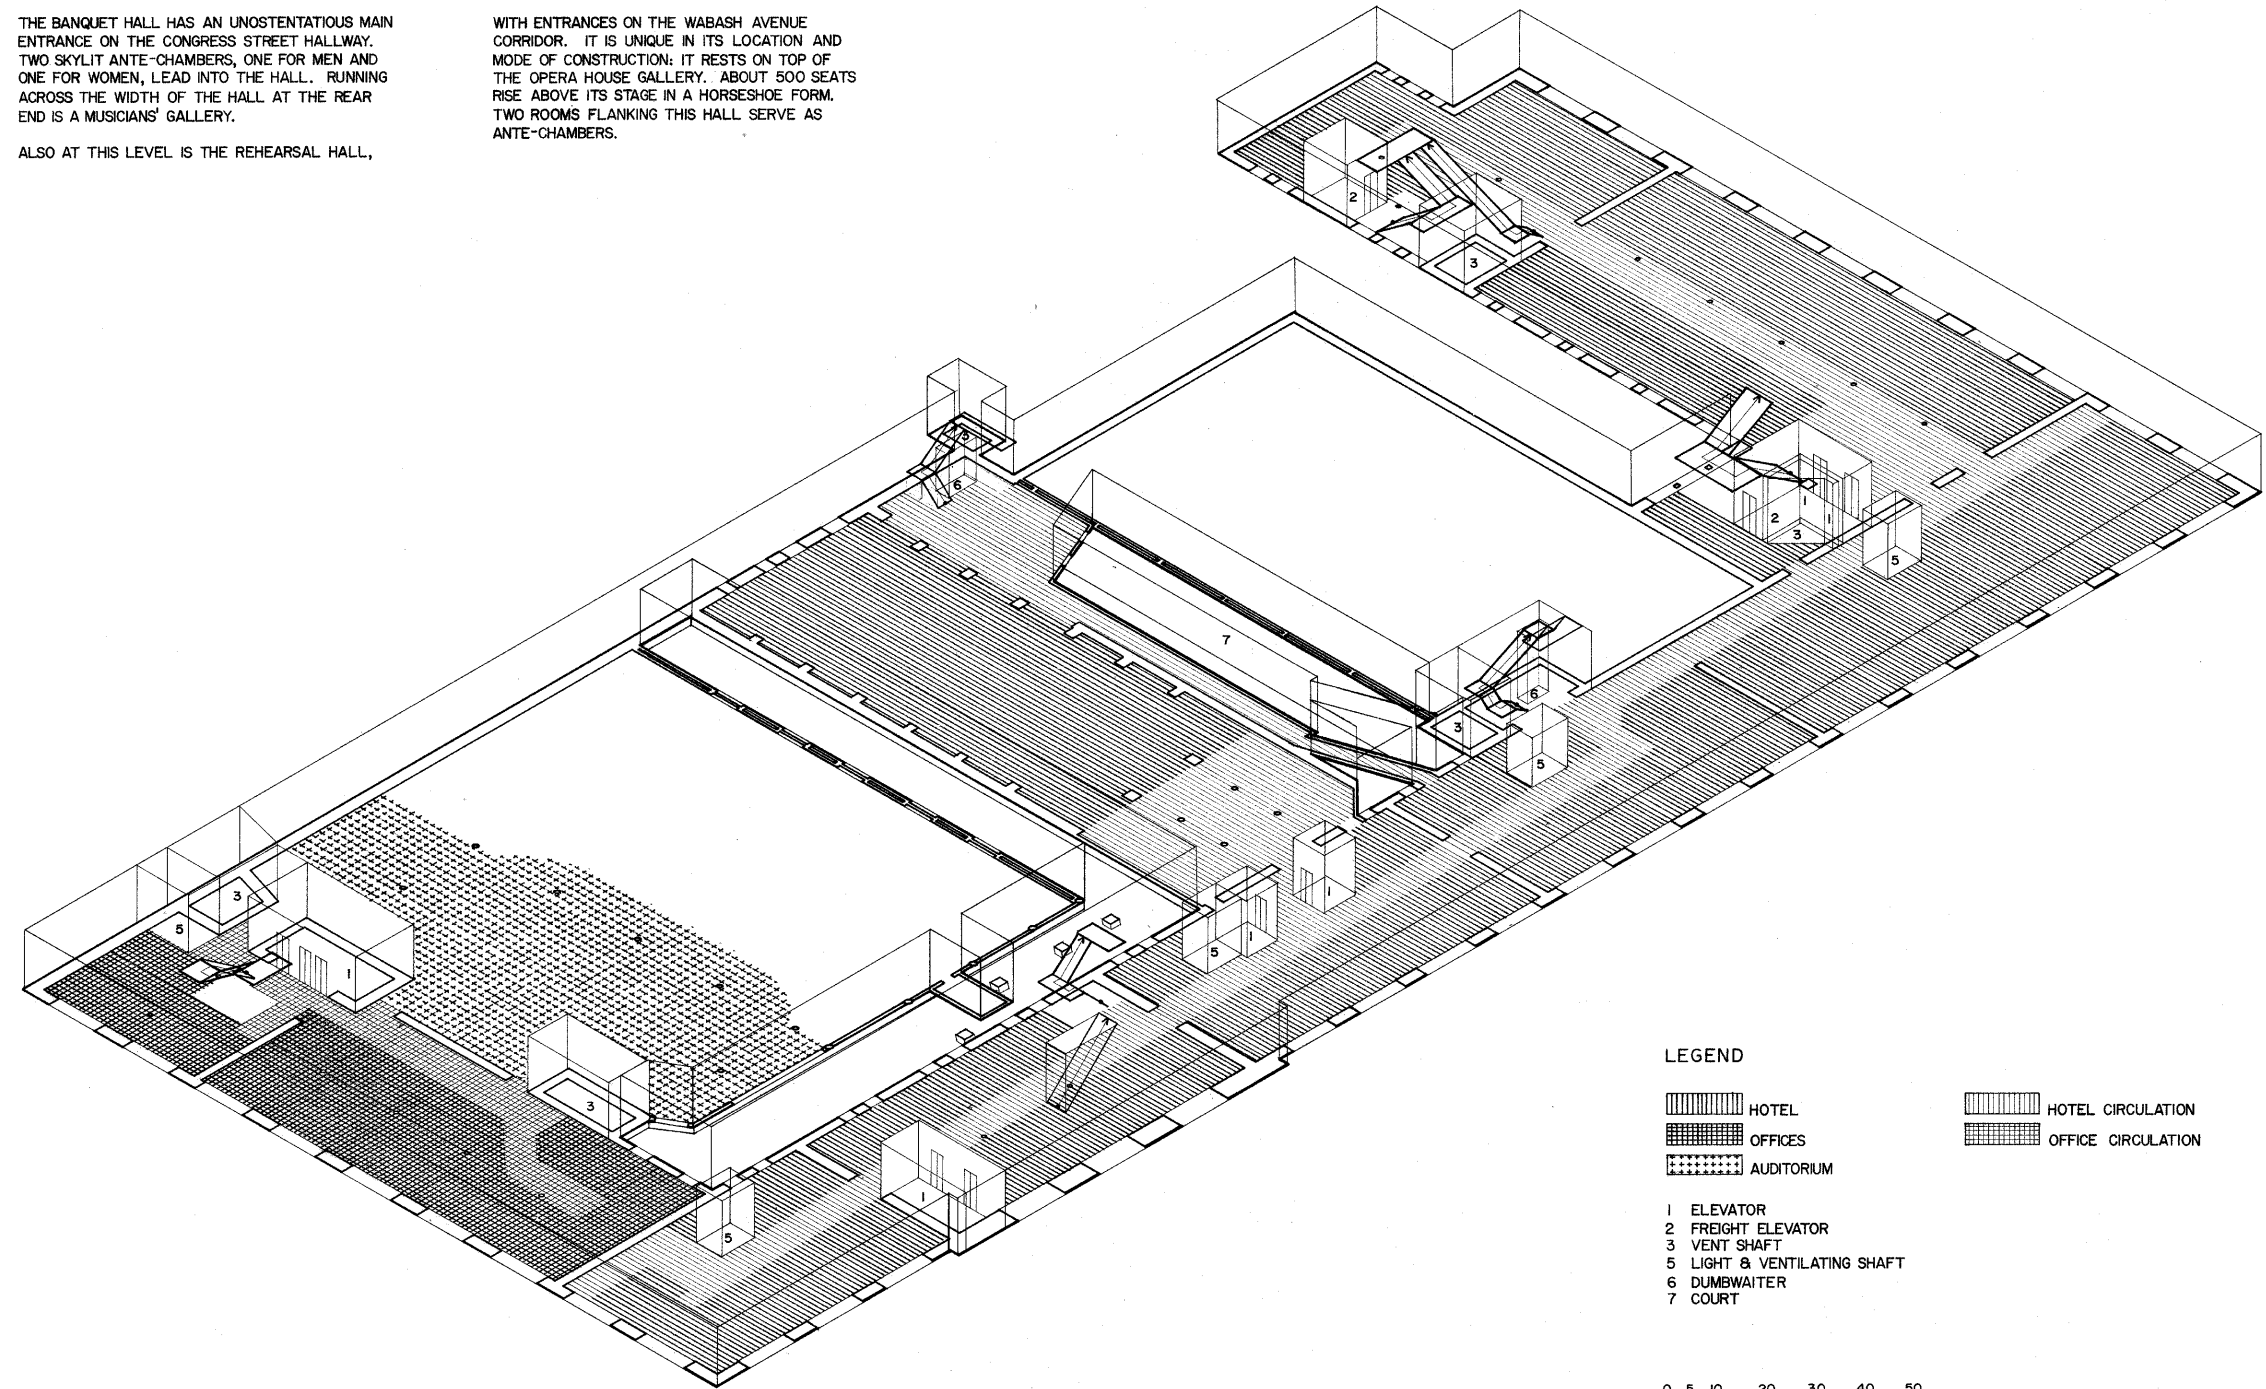 THE BANQUET HALL HAS AN UNOSTENTATIOUS MAIN
ENTRANCE ON THE CONGRESS STREET HALLWAY.
TWO SKYLIT ANTE-CHAMBERS, ONE FOR MEN AND
ONE FOR WOMEN, LEAD INTO THE HALL. RUNNING
ACROSS THE WIDTH OF THE HALL AT THE REAR
END IS A MUSICIANS' GALLERY.
ALSO AT THIS LEVEL IS THE REHEARSAL HALL,
WITH ENTRANCES ON THE WABASH AVENUE
CORRIDOR. IT IS UNIQUE IN ITS LOCATION AND
MODE OF CONSTRUCTION: IT RESTS ON TOP OF
THE OPERA HOUSE GALLERY. ABOUT 500 SEATS
RISE ABOVE ITS STAGE IN A HORSESHOE FORM.
TWO ROOMS FLANKING THIS HALL SERVE AS
ANTE-CHAMBERS.
2
3
5
6
1
2
1
3
5
7
6
3
5
3
5
1
1
5
1
3
1
5
LEGEND
HOTEL
OFFICES
AUDITORIUM
HOTEL CIRCULATION
OFFICE CIRCULATION
1 ELEVATOR
2 FREIGHT ELEVATOR
3 VENT SHAFT
5 LIGHT & VENTILATING SHAFT
6 DUMBWAITER
7 COURT
0 5 10 20 30 40 50